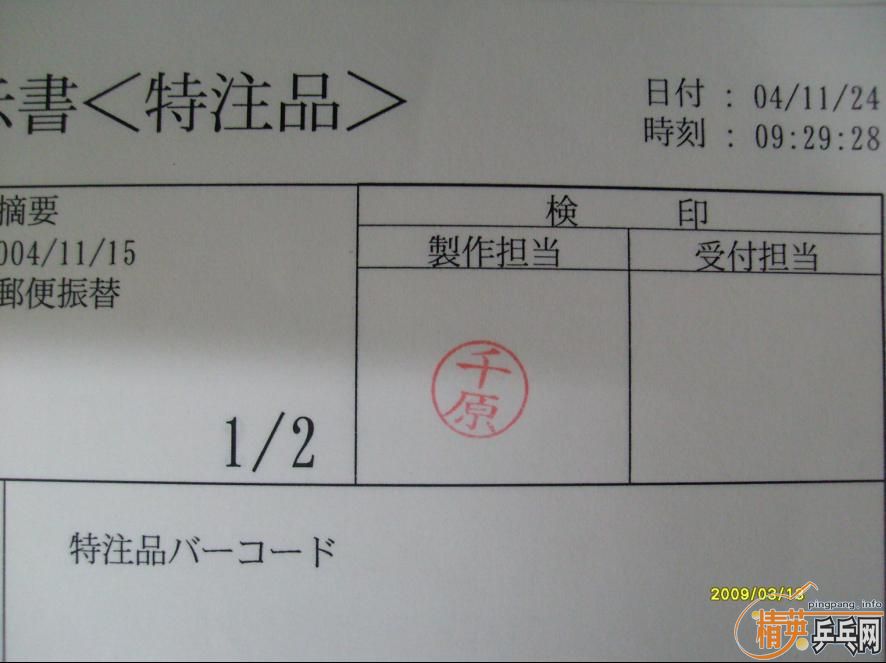 書＜特注品＞
日付 : 04/11/24
時刻 : 09:29:28
摘要
004/11/15
郵便振替
1/2
検 印
製作担当 受付担当
千原
特注品バーコード
2009/03/13
pingpang.info
精英乒乓网